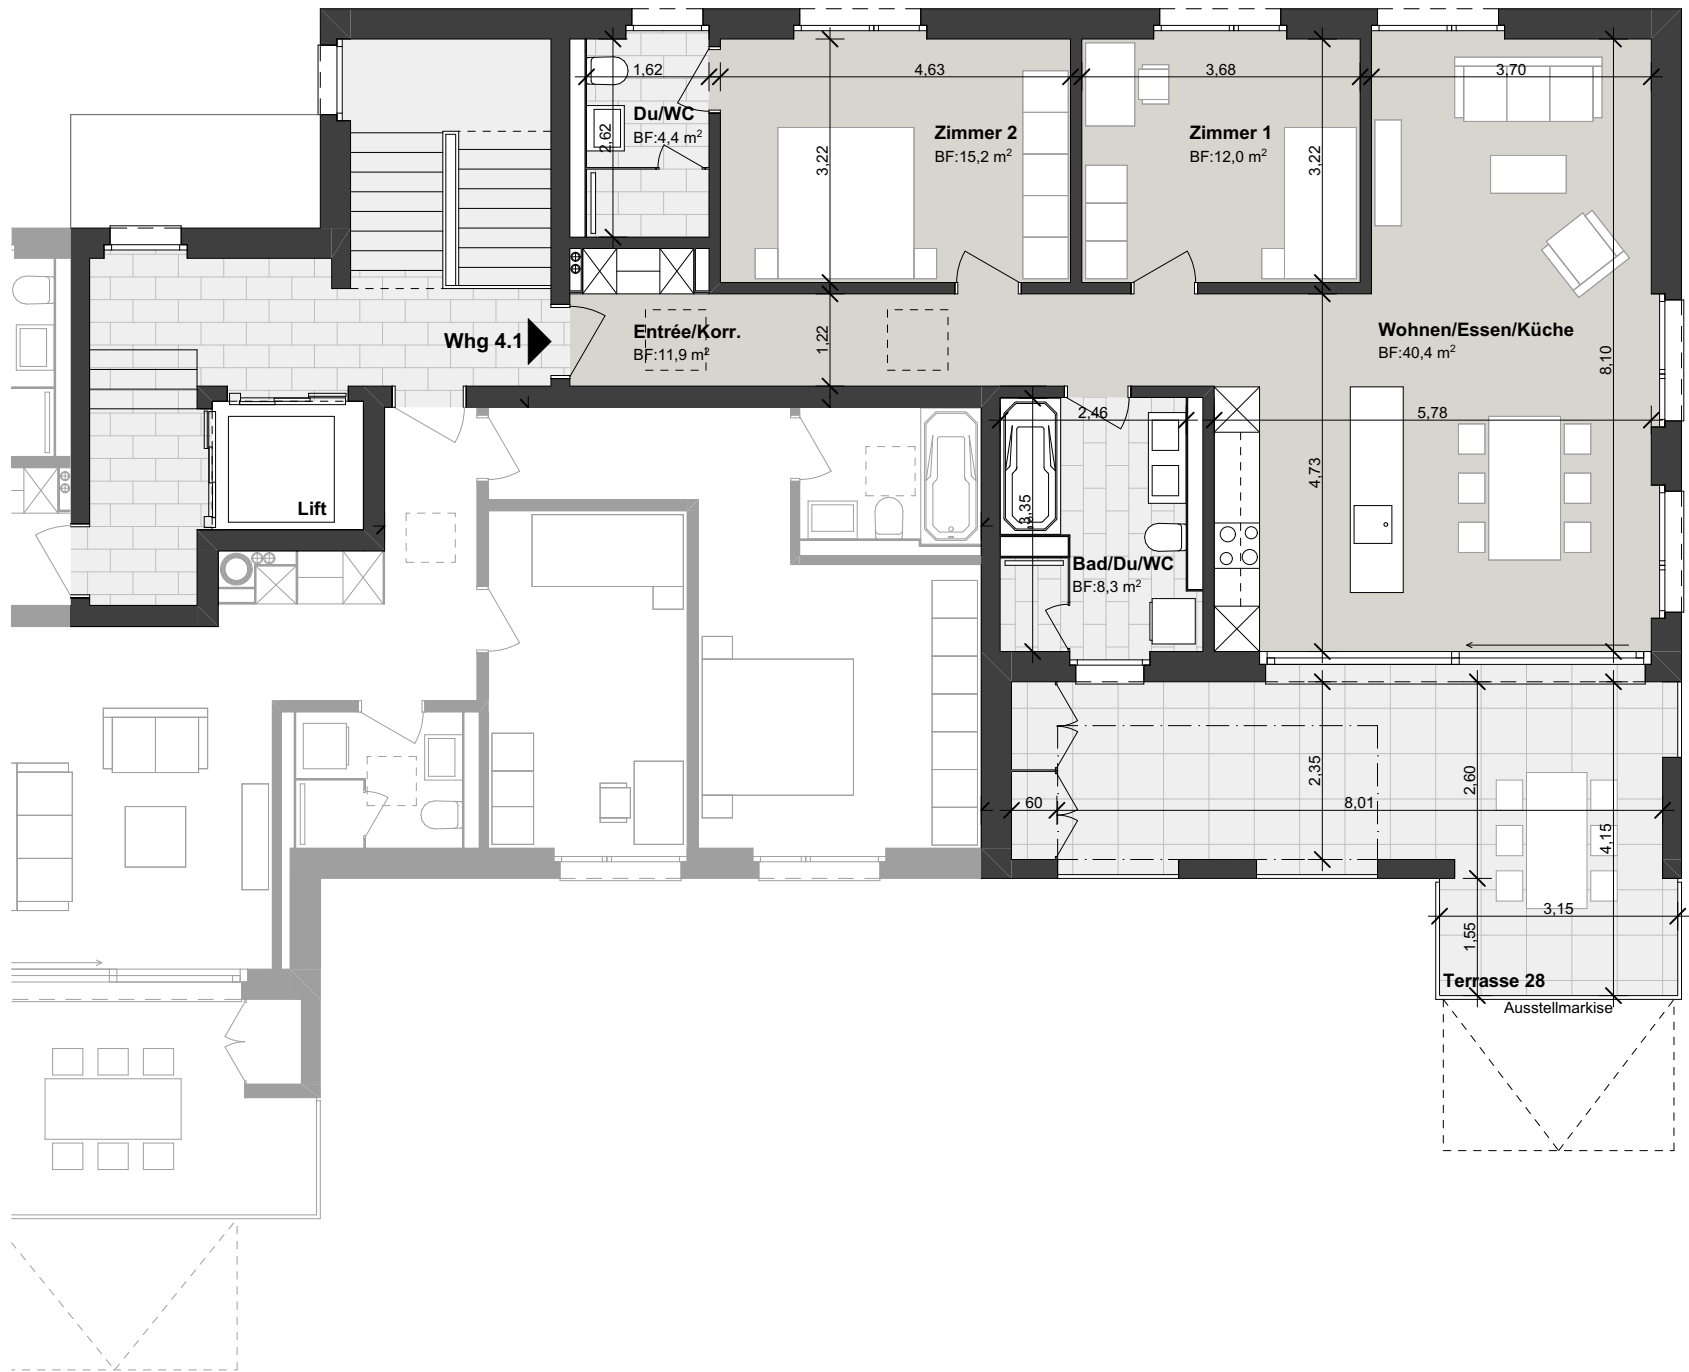 1,62
4,63
3,68
3,70
Du/WC
BF:4,4 m²
2,62
Zimmer 2
BF:15,2 m²
3,22
Zimmer 1
BF:12,0 m²
3,22
Whg 4.1
Entrée/Korr.
BF:11,9 m²
1,22
Wohnen/Essen/Küche
BF:40,4 m²
8,10
2,46
5,78
4,73
3,35
Lift
Bad/Du/WC
BF:8,3 m²
2,35
2,60
60
8,01
4,15
3,15
1,55
Terrasse 28
Ausstellmarkise